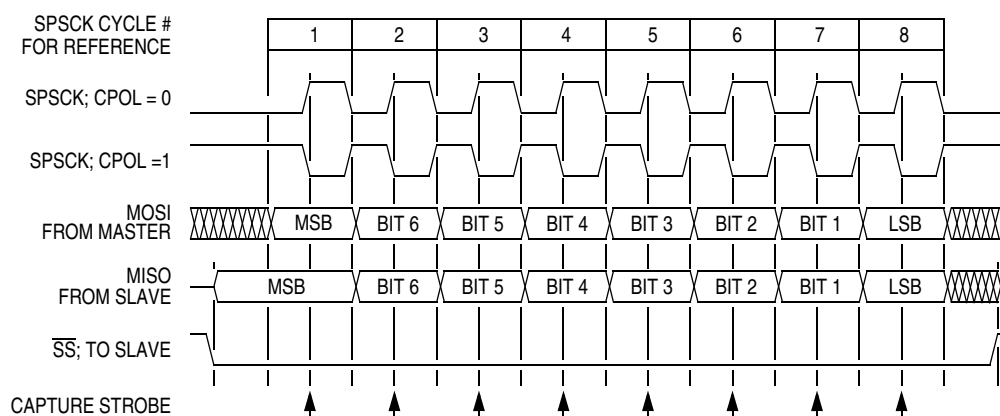 SPSCK CYCLE #
FOR REFERENCE
1 2 3 4 5 6 7 8
SPSCK; CPOL = 0
SPSCK; CPOL =1
MOSI
FROM MASTER
MSB BIT 6 BIT 5 BIT 4 BIT 3 BIT 2 BIT 1 LSB
MISO
FROM SLAVE
MSB BIT 6 BIT 5 BIT 4 BIT 3 BIT 2 BIT 1 LSB
SS; TO SLAVE
CAPTURE STROBE